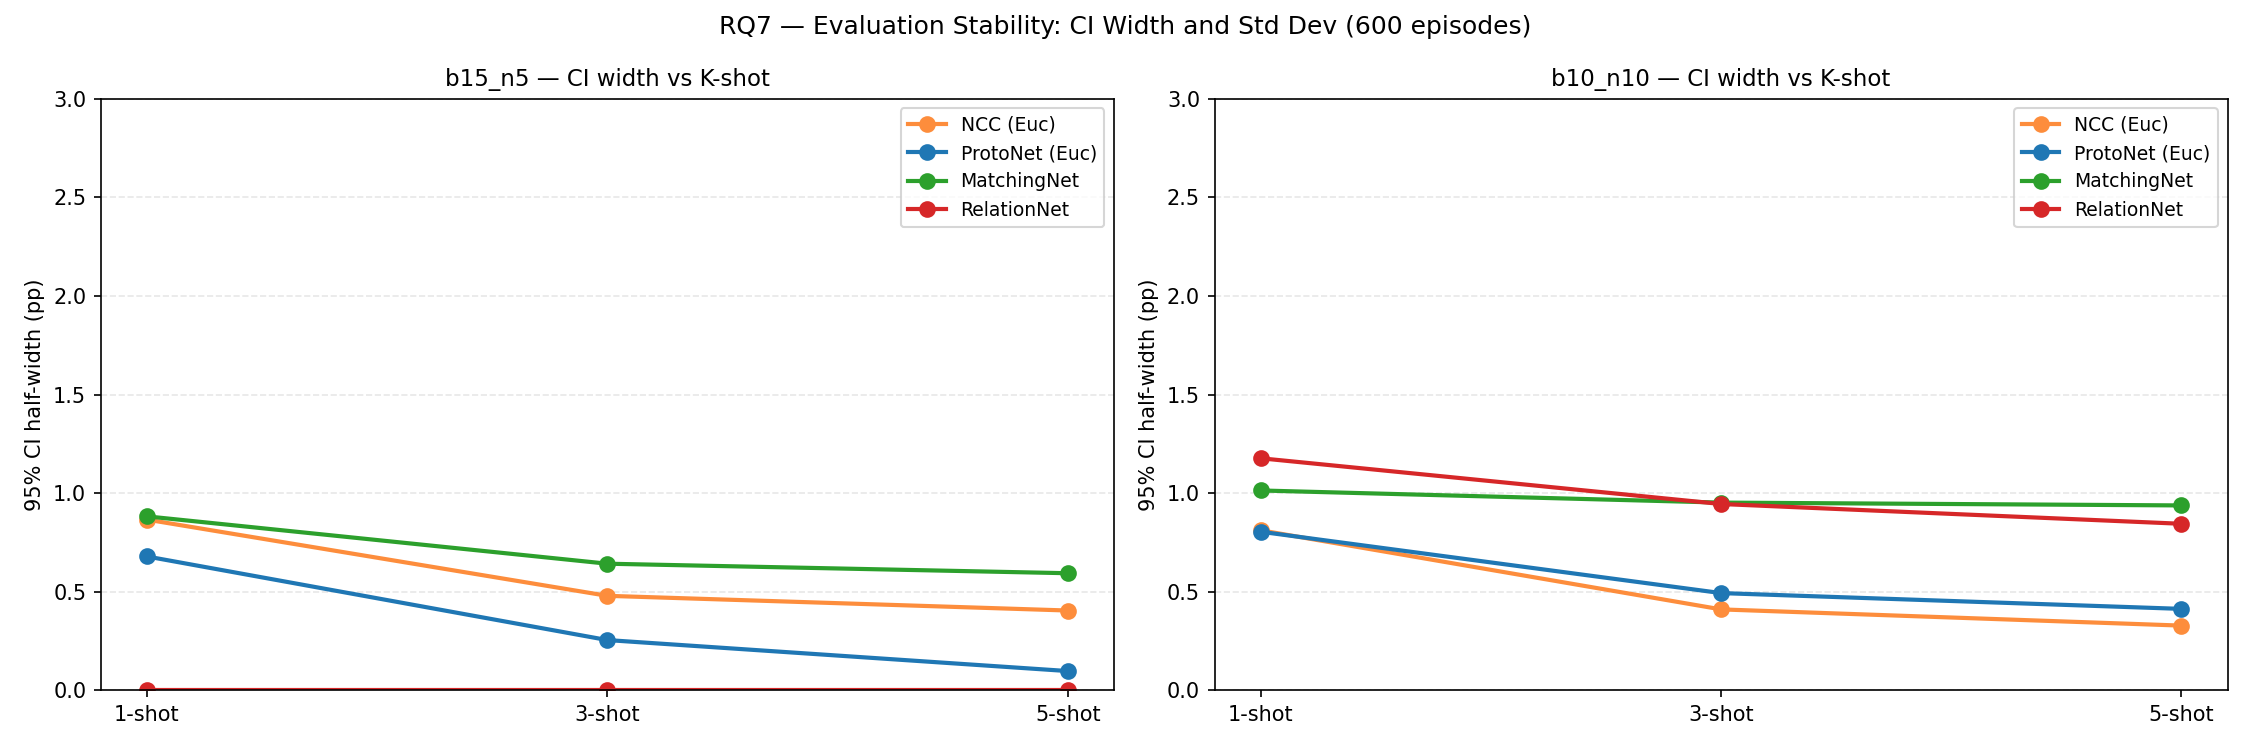 RQ7 — Evaluation Stability: CI Width and Std Dev (600 episodes)
b15_n5 — CI width vs K-shot
95% CI half-width (pp)
3.0
2.5
2.0
1.5
1.0
0.5
0.0
1-shot
3-shot
5-shot
NCC (Euc)
ProtoNet (Euc)
MatchingNet
RelationNet
b10_n10 — CI width vs K-shot
95% CI half-width (pp)
3.0
2.5
2.0
1.5
1.0
0.5
0.0
1-shot
3-shot
5-shot
NCC (Euc)
ProtoNet (Euc)
MatchingNet
RelationNet